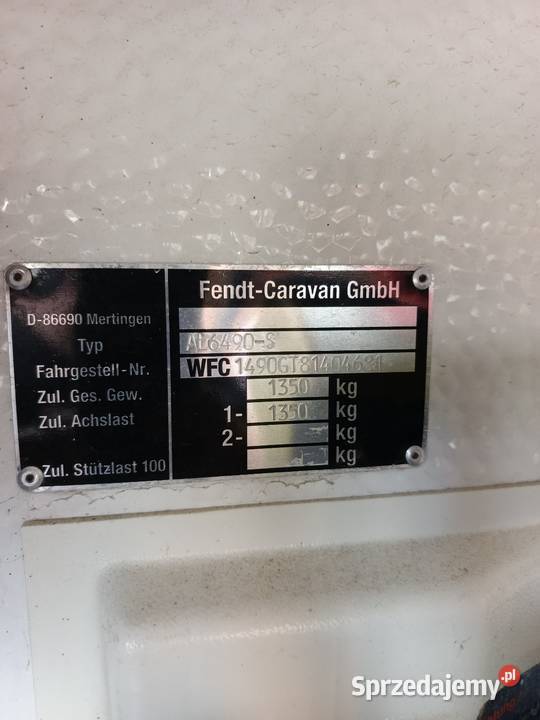 Fendt-Caravan GmbH
D-86690 Mertingen
Typ AL6490-S
Fahrgestell-Nr. WFC 1490GT81404691
Zul. Ges. Gew. 1350 kg
Zul. Achslast 1- 1350 kg
2- kg
Zul. Stützlast 100 kg
Sprzedajemy.pl